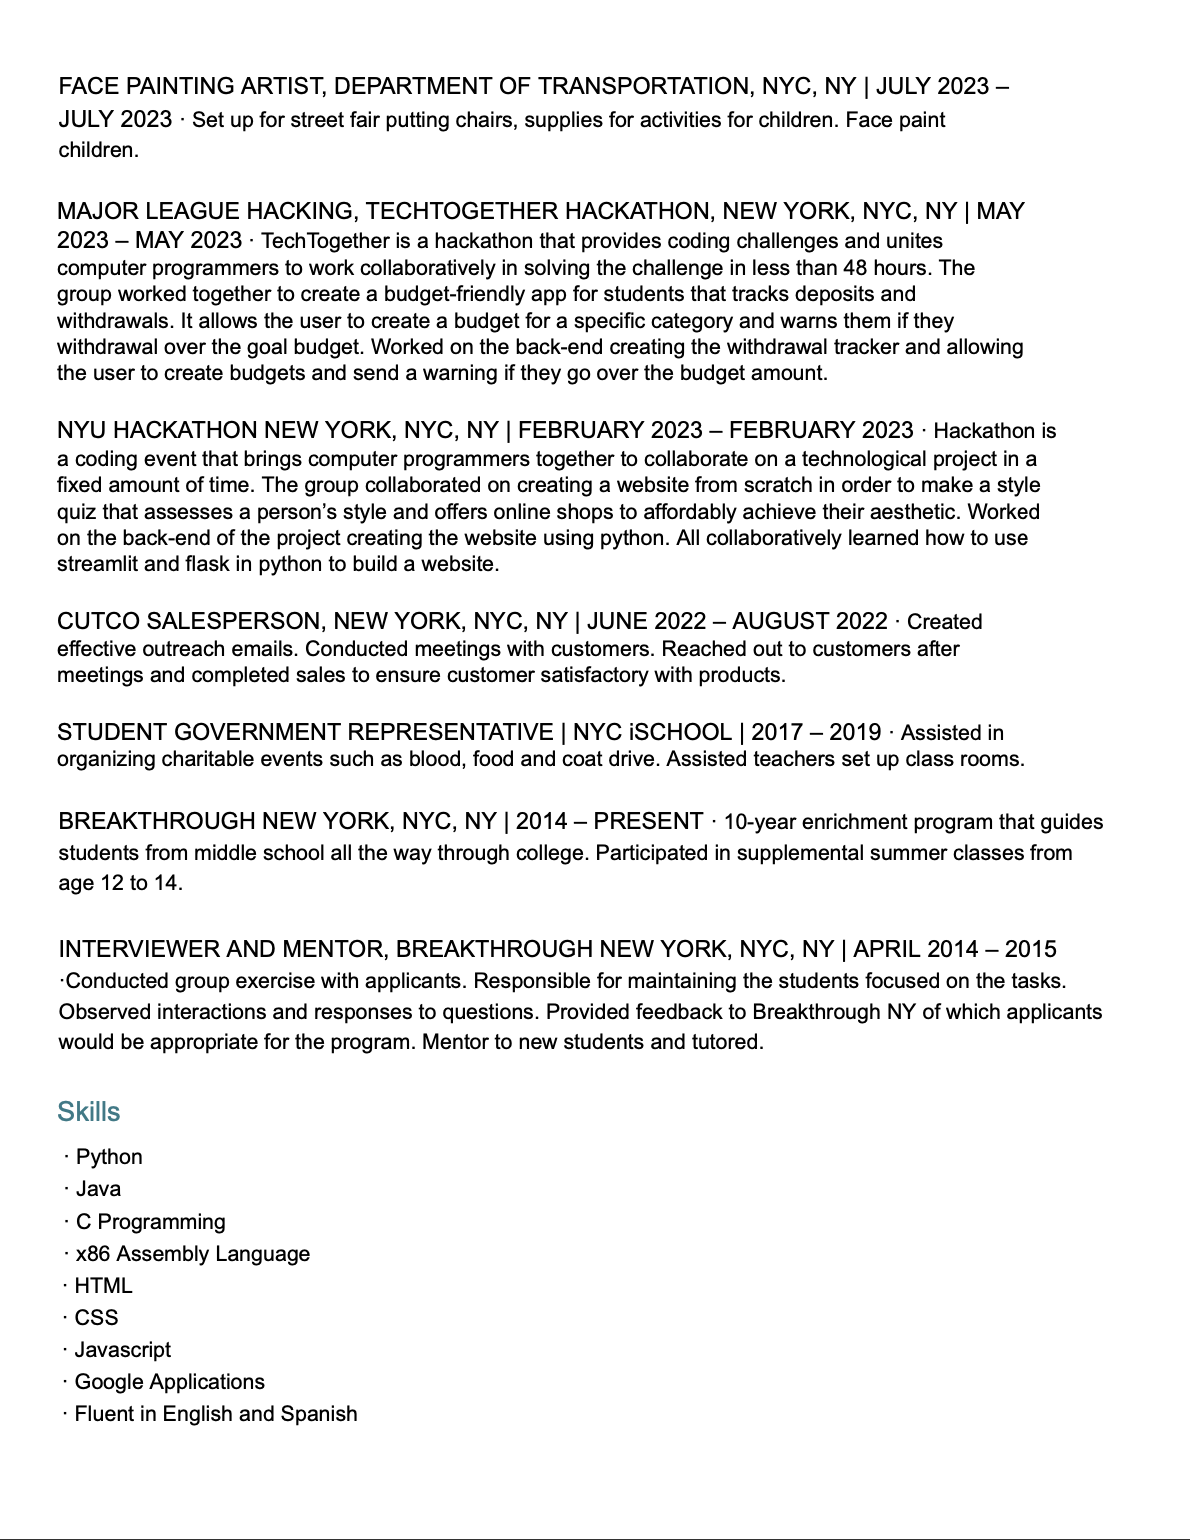 FACE PAINTING ARTIST, DEPARTMENT OF TRANSPORTATION, NYC, NY | JULY 2023 –
JULY 2023 · Set up for street fair putting chairs, supplies for activities for children. Face paint
children.
MAJOR LEAGUE HACKING, TECHTOGETHER HACKATHON, NEW YORK, NYC, NY | MAY
2023 – MAY 2023 · TechTogether is a hackathon that provides coding challenges and unites
computer programmers to work collaboratively in solving the challenge in less than 48 hours. The
group worked together to create a budget-friendly app for students that tracks deposits and
withdrawals. It allows the user to create a budget for a specific category and warns them if they
withdrawal over the goal budget. Worked on the back-end creating the withdrawal tracker and allowing
the user to create budgets and send a warning if they go over the budget amount.
NYU HACKATHON NEW YORK, NYC, NY | FEBRUARY 2023 – FEBRUARY 2023 · Hackathon is
a coding event that brings computer programmers together to collaborate on a technological project in a
fixed amount of time. The group collaborated on creating a website from scratch in order to make a style
quiz that assesses a person’s style and offers online shops to affordably achieve their aesthetic. Worked
on the back-end of the project creating the website using python. All collaboratively learned how to use
streamlit and flask in python to build a website.
CUTCO SALESPERSON, NEW YORK, NYC, NY | JUNE 2022 – AUGUST 2022 · Created
effective outreach emails. Conducted meetings with customers. Reached out to customers after
meetings and completed sales to ensure customer satisfactory with products.
STUDENT GOVERNMENT REPRESENTATIVE | NYC iSCHOOL | 2017 – 2019 · Assisted in
organizing charitable events such as blood, food and coat drive. Assisted teachers set up class rooms.
BREAKTHROUGH NEW YORK, NYC, NY | 2014 – PRESENT · 10-year enrichment program that guides
students from middle school all the way through college. Participated in supplemental summer classes from
age 12 to 14.
INTERVIEWER AND MENTOR, BREAKTHROUGH NEW YORK, NYC, NY | APRIL 2014 – 2015
·Conducted group exercise with applicants. Responsible for maintaining the students focused on the tasks.
Observed interactions and responses to questions. Provided feedback to Breakthrough NY of which applicants
would be appropriate for the program. Mentor to new students and tutored.
Skills
· Python
· Java
· C Programming
· x86 Assembly Language
· HTML
· CSS
· Javascript
· Google Applications
· Fluent in English and Spanish